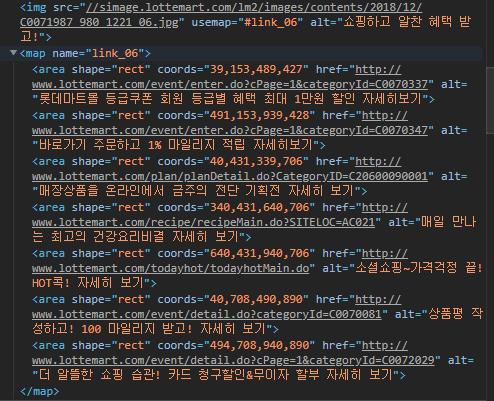 <img src="//simage.lottemart.com/lm2/images/contents/2018/12/
C0071987_980_1221_06.jpg" usemap="#link_06" alt="쇼핑하고 알찬 혜택 받
고!">
▼<map name="link_06">
<area shape="rect" coords="39,153,489,427" href="http://
www.lottemart.com/event/enter.do?cPage=1&categoryId=C0070337" alt=
"롯데마트몰 등급쿠폰 회원 등급별 혜택 최대 1만원 할인 자세히보기">
<area shape="rect" coords="491,153,939,428" href="http://
www.lottemart.com/event/enter.do?cPage=1&categoryId=C0070347" alt=
"바로가기 주문하고 1% 마일리지 적립 자세히보기">
<area shape="rect" coords="40,431,339,706" href="http://
www.lottemart.com/plan/planDetail.do?CategoryID=C20600090001" alt=
"매장상품을 온라인에서 금주의 전단 기획전 자세히 보기">
<area shape="rect" coords="340,431,640,706" href="http://
www.lottemart.com/recipe/recipeMain.do?SITELOC=AC021" alt="매일 만나
는 최고의 건강요리비결 자세히 보기">
<area shape="rect" coords="640,431,940,706" href="http://
www.lottemart.com/todayhot/todayhotMain.do" alt="소셜쇼핑~가격걱정 끝!
HOT콕! 자세히 보기">
<area shape="rect" coords="40,708,490,890" href="http://
www.lottemart.com/event/detail.do?categoryId=C0070081" alt="상품평 작
성하고! 100 마일리지 받고! 자세히 보기">
<area shape="rect" coords="494,708,940,890" href="http://
www.lottemart.com/event/detail.do?cPage=1&categoryId=C0072029" alt=
"더 알뜰한 쇼핑 습관! 카드 청구할인&무이자 할부 자세히 보기">
</map>